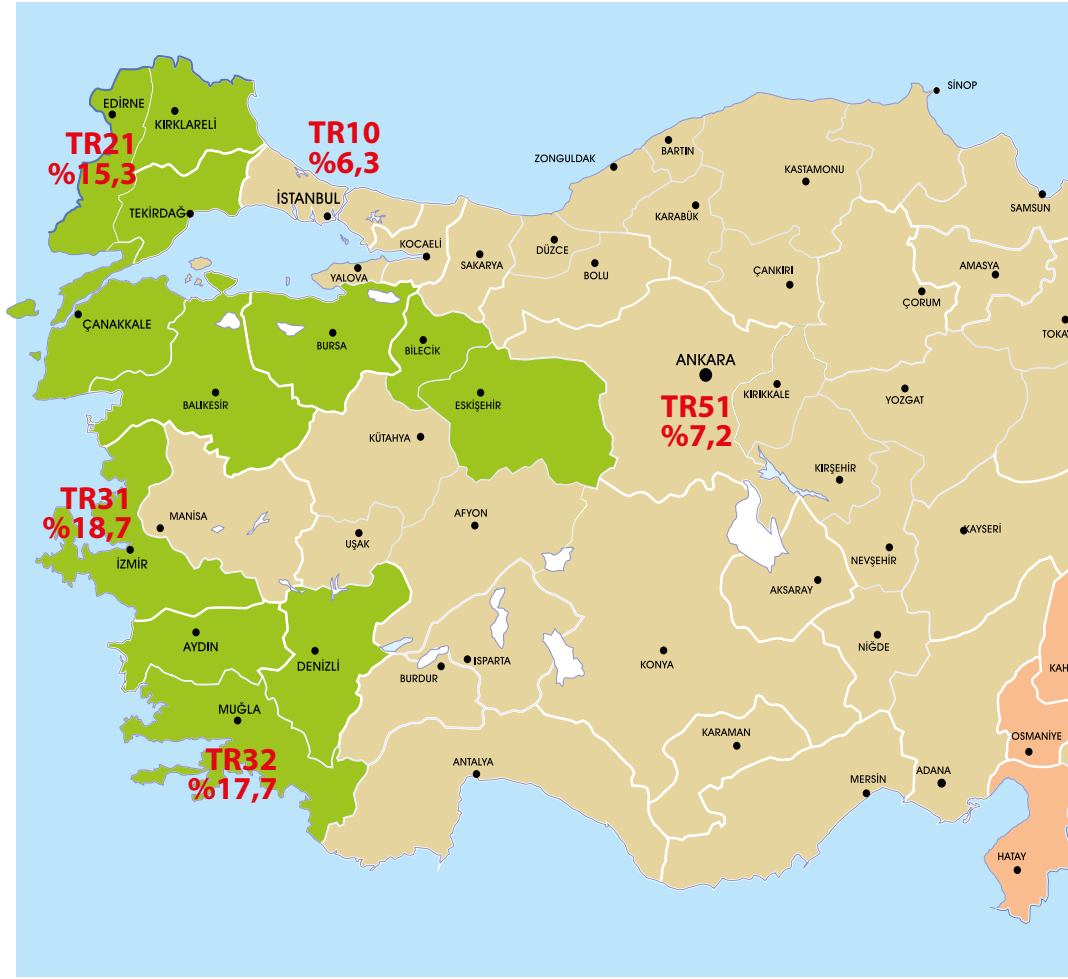 SİNOP
EDİRNE
KIRKLARELİ
TR10
%6,3
TR21
%15,3
BARTIN
ZONGULDAK
KASTAMONU
İSTANBUL
TEKİRDAĞ
KARABÜK
SAMSUN
KOCAELİ
DÜZCE
SAKARYA
BOLU
YALOVA
ÇANKIRI
AMASYA
ÇORUM
ÇANAKKALE
TOKA
BURSA
BİLECİK
ANKARA
KIRIKKALE
BALIKESİR
ESKİŞEHİR
YOZGAT
TR51
%7,2
KÜTAHYA
KIRŞEHİR
TR31
%18,7
MANİSA
AFYON
UŞAK
KAYSERİ
İZMİR
NEVŞEHİR
AKSARAY
AYDIN
DENİZLİ
NİĞDE
ISPARTA
KONYA
BURDUR
KAH
MUĞLA
KARAMAN
OSMANİYE
TR32
%17,7
ANTALYA
MERSİN
ADANA
HATAY